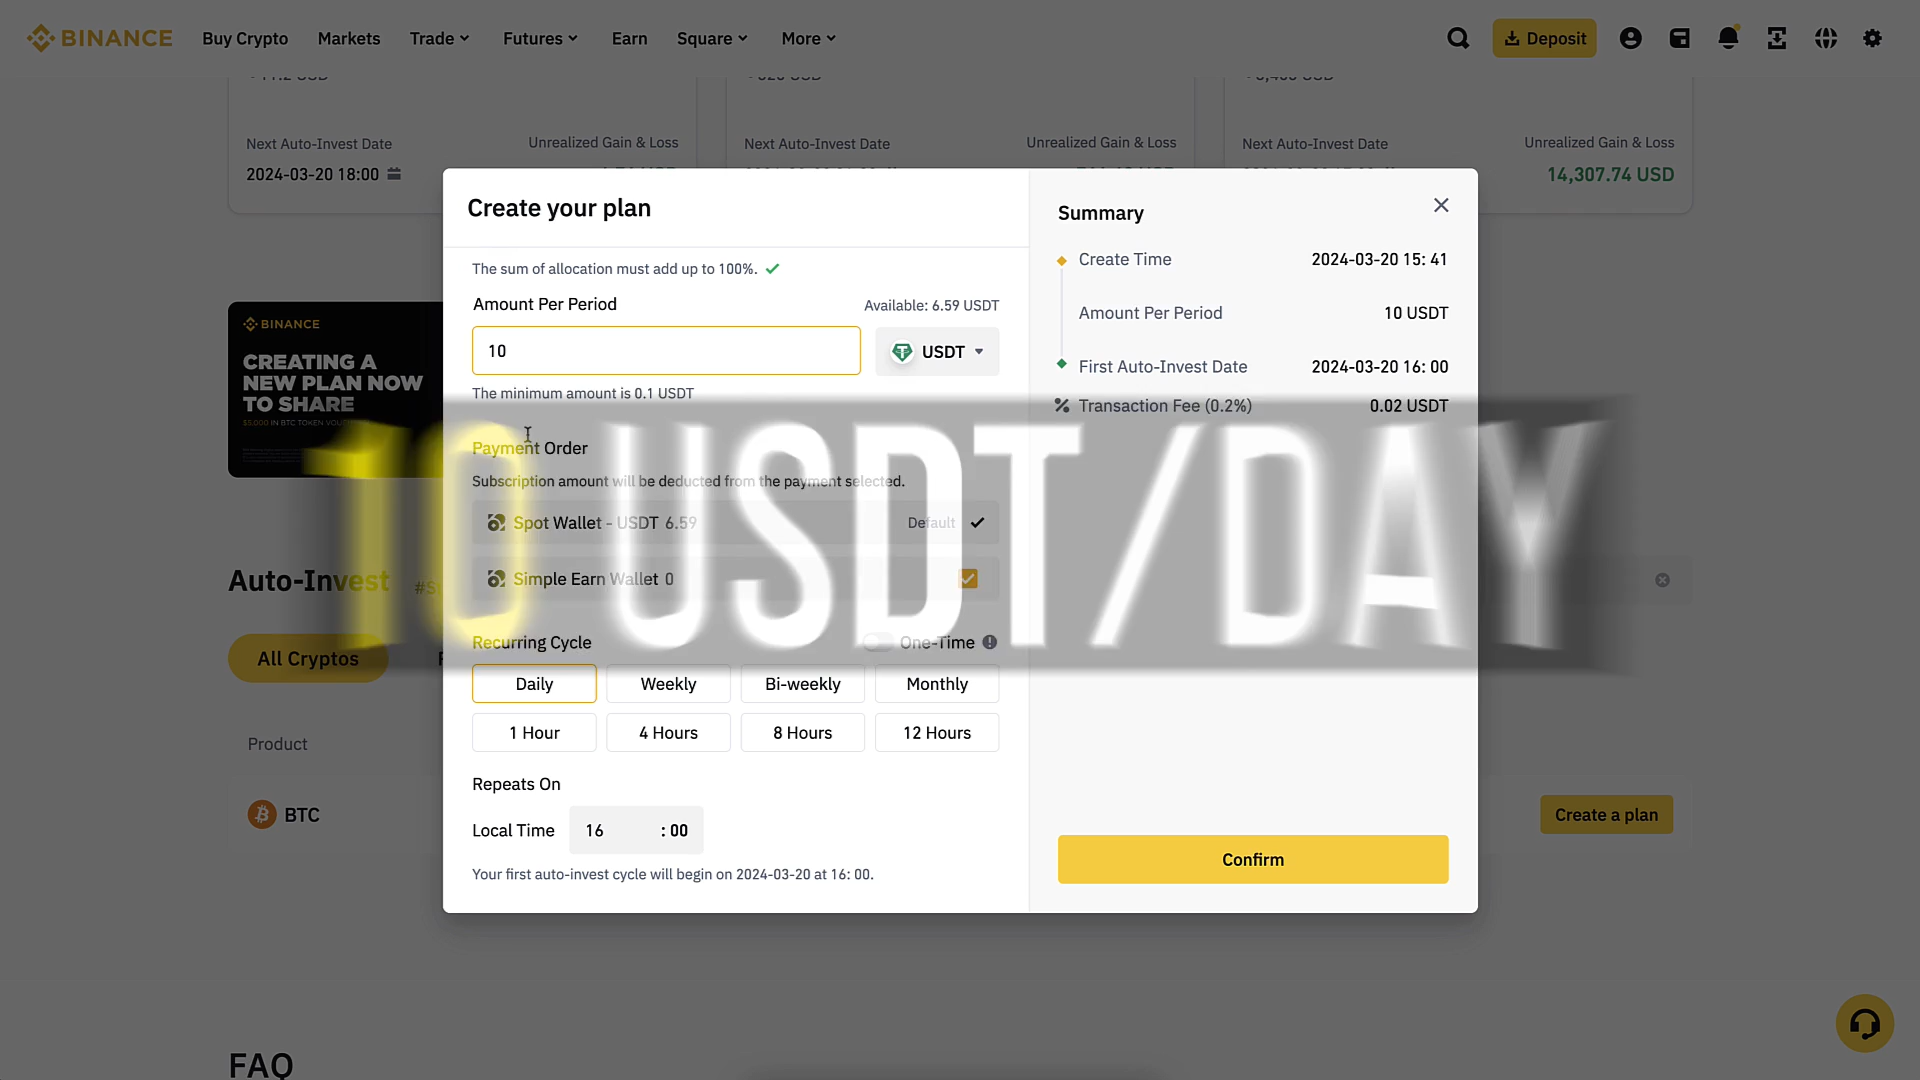 BINANCE
Buy Crypto
Markets
Trade
Futures
Earn
Square
More
Deposit
Next Auto-Invest Date
Unrealized Gain & Loss
2024-03-20 18:00
Next Auto-Invest Date
Unrealized Gain & Loss
Next Auto-Invest Date
Unrealized Gain & Loss
14,307.74 USD
BINANCE
CREATING A
NEW PLAN NOW
TO SHARE
Create your plan
The sum of allocation must add up to 100%.
Amount Per Period
Available: 6.59 USDT
10
USDT
The minimum amount is 0.1 USDT
Payment Order
Subscription amount will be deducted from the payment selected.
Spot Wallet - USDT 6.59
Default
Simple Earn Wallet 0
Recurring Cycle
One-Time
Daily
Weekly
Bi-weekly
Monthly
1 Hour
4 Hours
8 Hours
12 Hours
Repeats On
Local Time
16
: 00
Your first auto-invest cycle will begin on 2024-03-20 at 16: 00.
Summary
Create Time
2024-03-20 15: 41
Amount Per Period
10 USDT
First Auto-Invest Date
2024-03-20 16: 00
Transaction Fee (0.2%)
0.02 USDT
Confirm
10 USDT/DAY
Auto-Invest
All Cryptos
Product
BTC
Create a plan
FAQ